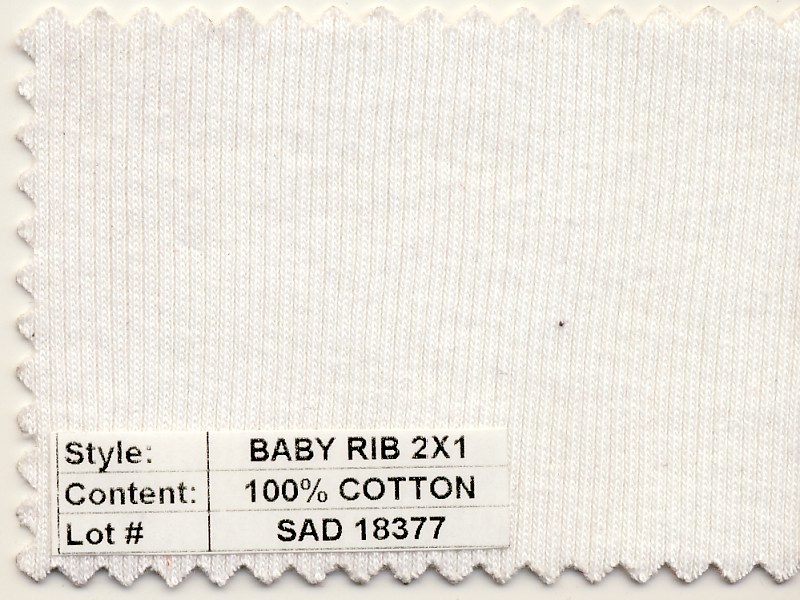 Style: BABY RIB 2X1
Content: 100% COTTON
Lot # SAD 18377